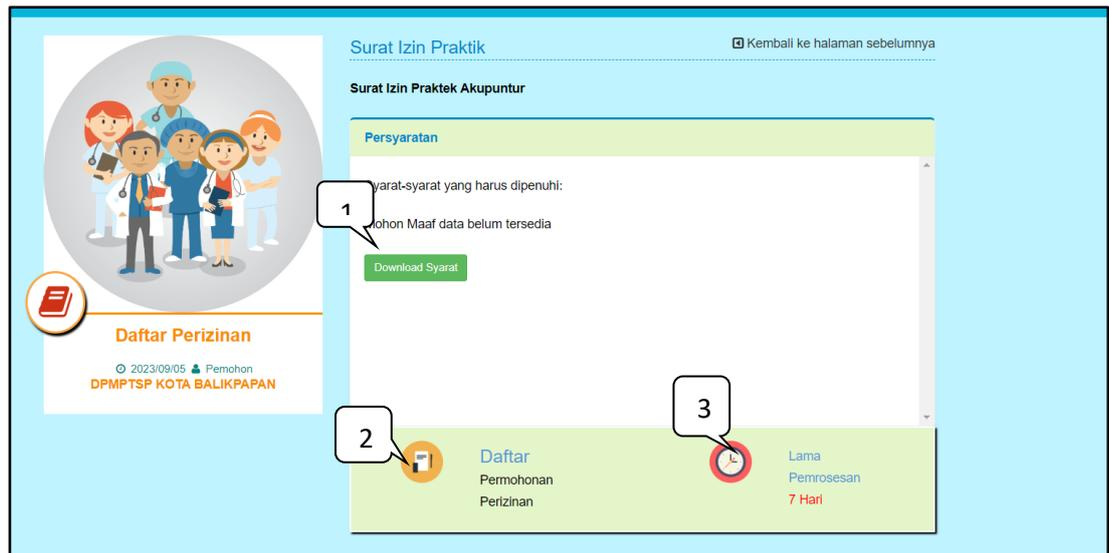 Surat Izin Praktik
Kembali ke halaman sebelumnya
Surat Izin Praktek Akupuntur
Persyaratan
yarat-syarat yang harus dipenuhi:
1
ohon Maaf data belum tersedia
Download Syarat
Daftar Perizinan
2023/09/05 Pemohon
DPMPTSP KOTA BALIKPAPAN
2
Daftar
Permohonan
Perizinan
3
Lama
Pemrosesan
7 Hari